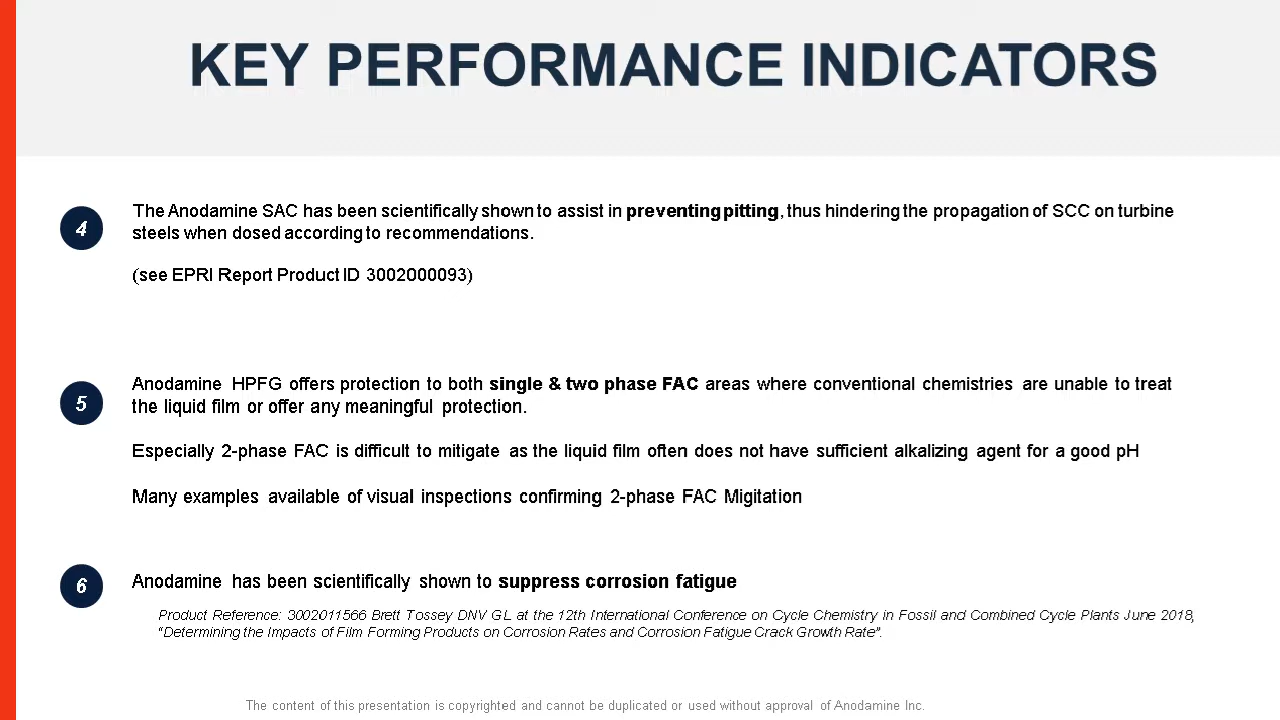 KEY PERFORMANCE INDICATORS
4
The Anodamine SAC has been scientifically shown to assist in preventing pitting, thus hindering the propagation of SCC on turbine
steels when dosed according to recommendations.
(see EPRI Report Product ID 3002000093)
5
Anodamine HPFG offers protection to both single & two phase FAC areas where conventional chemistries are unable to treat
the liquid film or offer any meaningful protection.
Especially 2-phase FAC is difficult to mitigate as the liquid film often does not have sufficient alkalizing agent for a good pH
Many examples available of visual inspections confirming 2-phase FAC Migitation
6
Anodamine has been scientifically shown to suppress corrosion fatigue
Product Reference: 3002011566 Brett Tossey DNV GL at the 12th International Conference on Cycle Chemistry in Fossil and Combined Cycle Plants June 2018,
"Determining the Impacts of Film Forming Products on Corrosion Rates and Corrosion Fatigue Crack Growth Rate".
The content of this presentation is copyrighted and cannot be duplicated or used without approval of Anodamine Inc.